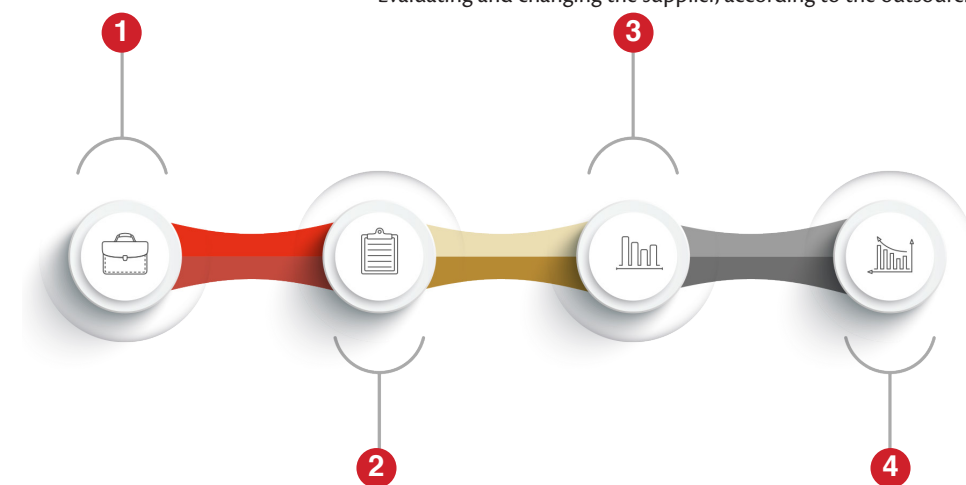 Evaluating and changing the supplier, according to the
1
3
2
4